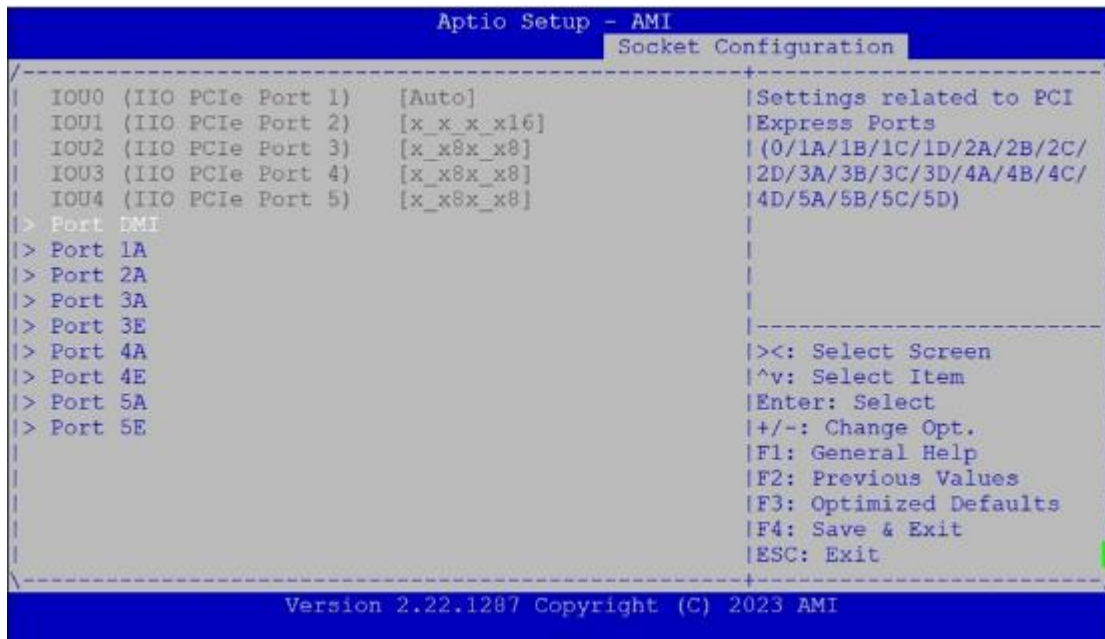 Aptio Setup - AMI
Socket Configuration
IOU0 (IIO PCIe Port 1) [Auto]
IOU1 (IIO PCIe Port 2) [x_x_x_x16]
IOU2 (IIO PCIe Port 3) [x_x8x_x8]
IOU3 (IIO PCIe Port 4) [x_x8x_x8]
IOU4 (IIO PCIe Port 5) [x_x8x_x8]
> Port DMI
> Port 1A
> Port 2A
> Port 3A
> Port 3E
> Port 4A
> Port 4E
> Port 5A
> Port 5E
Settings related to PCI
Express Ports
(0/1A/1B/1C/1D/2A/2B/2C/
2D/3A/3B/3C/3D/4A/4B/4C/
4D/5A/5B/5C/5D)
><: Select Screen
^v: Select Item
Enter: Select
+/-: Change Opt.
F1: General Help
F2: Previous Values
F3: Optimized Defaults
F4: Save & Exit
ESC: Exit
Version 2.22.1287 Copyright (C) 2023 AMI